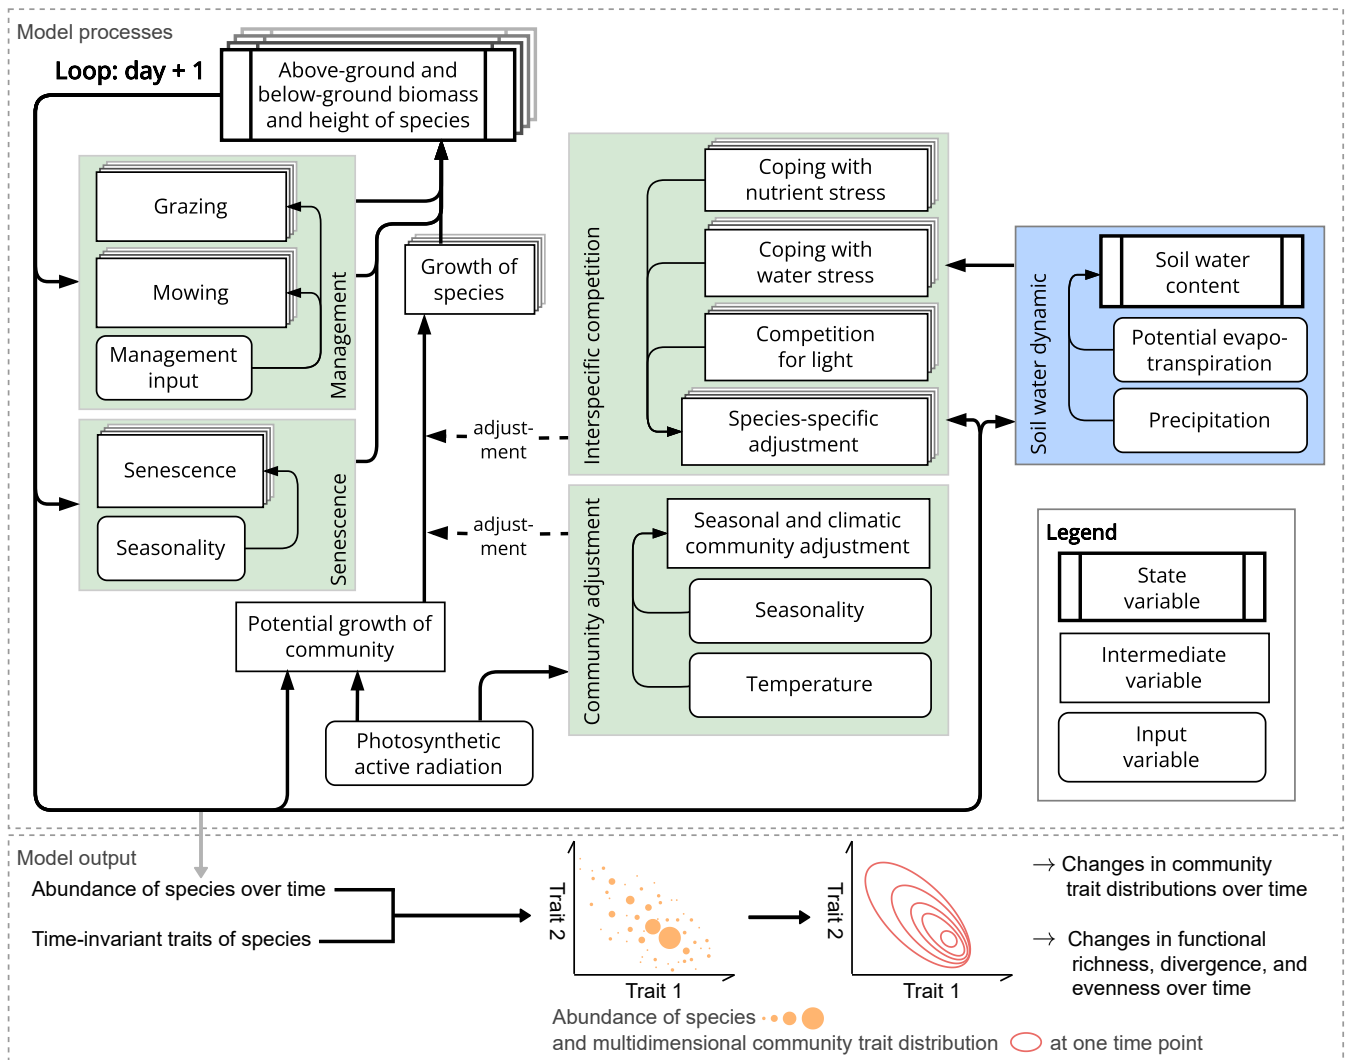 Model processes
Loop: day + 1
Above-ground and
below-ground biomass
and height of species
Grazing
Mowing
Management
input
Management
Senescence
Seasonality
Senescence
Growth of
species
Potential growth of
community
Photosynthetic
active radiation
adjust-
ment
adjust-
ment
Interspecific competition
Coping with
nutrient stress
Coping with
water stress
Competition
for light
Species-specific
adjustment
Community adjustment
Seasonal and climatic
community adjustment
Seasonality
Temperature
Soil water dynamic
Soil water
content
Potential evapo-
transpiration
Precipitation
Legend
State
variable
Intermediate
variable
Input
variable
Model output
Abundance of species over time
Time-invariant traits of species
Trait 2
Trait 1
Trait 2
Trait 1
→ Changes in community
trait distributions over time
→ Changes in functional
richness, divergence, and
evenness over time
Abundance of species
and multidimensional community trait distribution at one time point